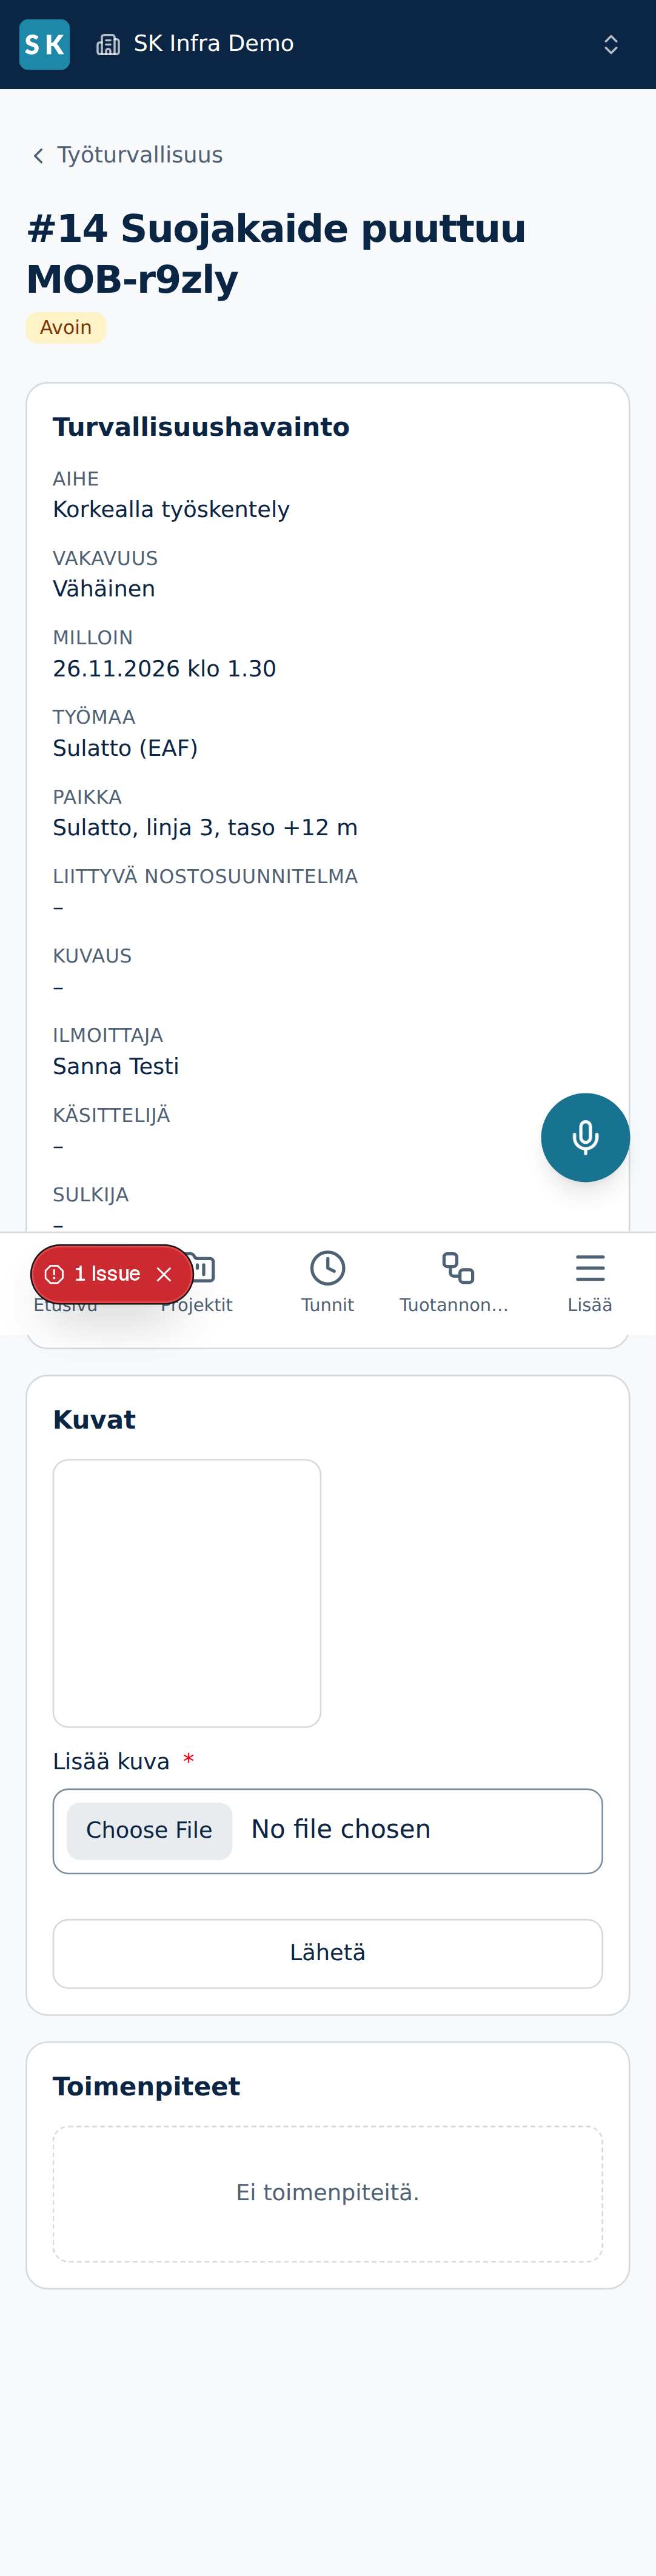 SK
SK Infra Demo
Työturvallisuus
#14 Suojakaide puuttuu
MOB-r9zly
Avoin
Turvallisuushavainto
AIHE
Korkealla työskentely
VAKAVUUS
Vähäinen
MILLOIN
26.11.2026 klo 1.30
TYÖMAA
Sulatto (EAF)
PAIKKA
Sulatto, linja 3, taso +12 m
LIITTYVÄ NOSTOSUUNNITELMA
–
KUVAUS
–
ILMOITTAJA
Sanna Testi
KÄSITTELIJÄ
–
SULKIJA
–
1 Issue
Etusivu
Projektit
Tunnit
Tuotannon…
Lisää
Kuvat
Lisää kuva *
Choose File No file chosen
Lähetä
Toimenpiteet
Ei toimenpiteitä.